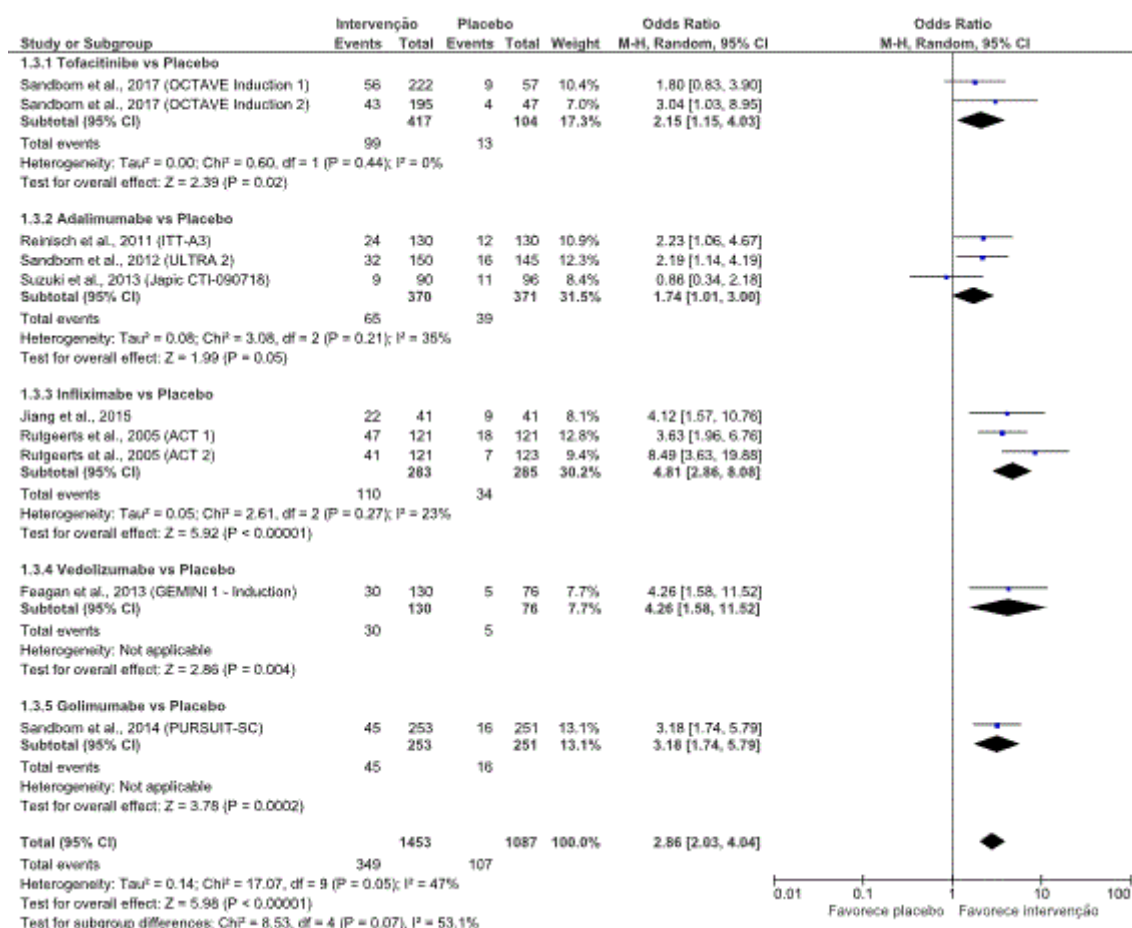 Intervenção Placebo Odds Ratio Odds Ratio
Study or Subgroup Events Total Events Total Weight M-H, Random, 95% CI M-H, Random, 95% CI
1.3.1 Tofacitinibe vs Placebo
Sandborn et al., 2017 (OCTAVE Induction 1) 56 222 9 57 10.4% 1.80 [0.83, 3.90]
Sandborn et al., 2017 (OCTAVE Induction 2) 43 195 4 47 7.0% 3.04 [1.03, 8.95]
Subtotal (95% CI) 417 104 17.3% 2.15 [1.15, 4.03]
Total events 99 13
Heterogeneity: Tau² = 0.00; Chi² = 0.60, df = 1 (P = 0.44); I² = 0%
Test for overall effect: Z = 2.39 (P = 0.02)
1.3.2 Adalimumabe vs Placebo
Reinisch et al., 2011 (ITT-A3) 24 130 12 130 10.9% 2.23 [1.06, 4.67]
Sandborn et al., 2012 (ULTRA 2) 32 150 16 145 12.3% 2.19 [1.14, 4.19]
Suzuki et al., 2013 (Japic CTI-090718) 9 90 11 96 8.4% 0.86 [0.34, 2.18]
Subtotal (95% CI) 370 371 31.5% 1.74 [1.01, 3.00]
Total events 65 39
Heterogeneity: Tau² = 0.08; Chi² = 3.08, df = 2 (P = 0.21); I² = 35%
Test for overall effect: Z = 1.99 (P = 0.05)
1.3.3 Infliximabe vs Placebo
Jiang et al., 2015 22 41 9 41 8.1% 4.12 [1.57, 10.76]
Rutgeerts et al., 2005 (ACT 1) 47 121 18 121 12.8% 3.63 [1.96, 6.76]
Rutgeerts et al., 2005 (ACT 2) 41 121 7 123 9.4% 8.49 [3.63, 19.88]
Subtotal (95% CI) 283 285 30.2% 4.81 [2.86, 8.08]
Total events 110 34
Heterogeneity: Tau² = 0.05; Chi² = 2.61, df = 2 (P = 0.27); I² = 23%
Test for overall effect: Z = 5.92 (P < 0.00001)
1.3.4 Vedolizumabe vs Placebo
Feagan et al., 2013 (GEMINI 1 - Induction) 30 130 5 76 7.7% 4.26 [1.58, 11.52]
Subtotal (95% CI) 130 76 7.7% 4.26 [1.58, 11.52]
Total events 30 5
Heterogeneity: Not applicable
Test for overall effect: Z = 2.86 (P = 0.004)
1.3.5 Golimumabe vs Placebo
Sandborn et al., 2014 (PURSUIT-SC) 45 253 16 251 13.1% 3.18 [1.74, 5.79]
Subtotal (95% CI) 253 251 13.1% 3.18 [1.74, 5.79]
Total events 45 16
Heterogeneity: Not applicable
Test for overall effect: Z = 3.78 (P = 0.0002)
Total (95% CI) 1453 1087 100.0% 2.86 [2.03, 4.04]
Total events 349 107
Heterogeneity: Tau² = 0.14; Chi² = 17.07, df = 9 (P = 0.05); I² = 47%
Test for overall effect: Z = 5.98 (P < 0.00001)
Test for subgroup differences: Chi² = 8.53, df = 4 (P = 0.07), I² = 53.1%
0.01 0.1 1 10 100
Favorece placebo Favorece intervenção